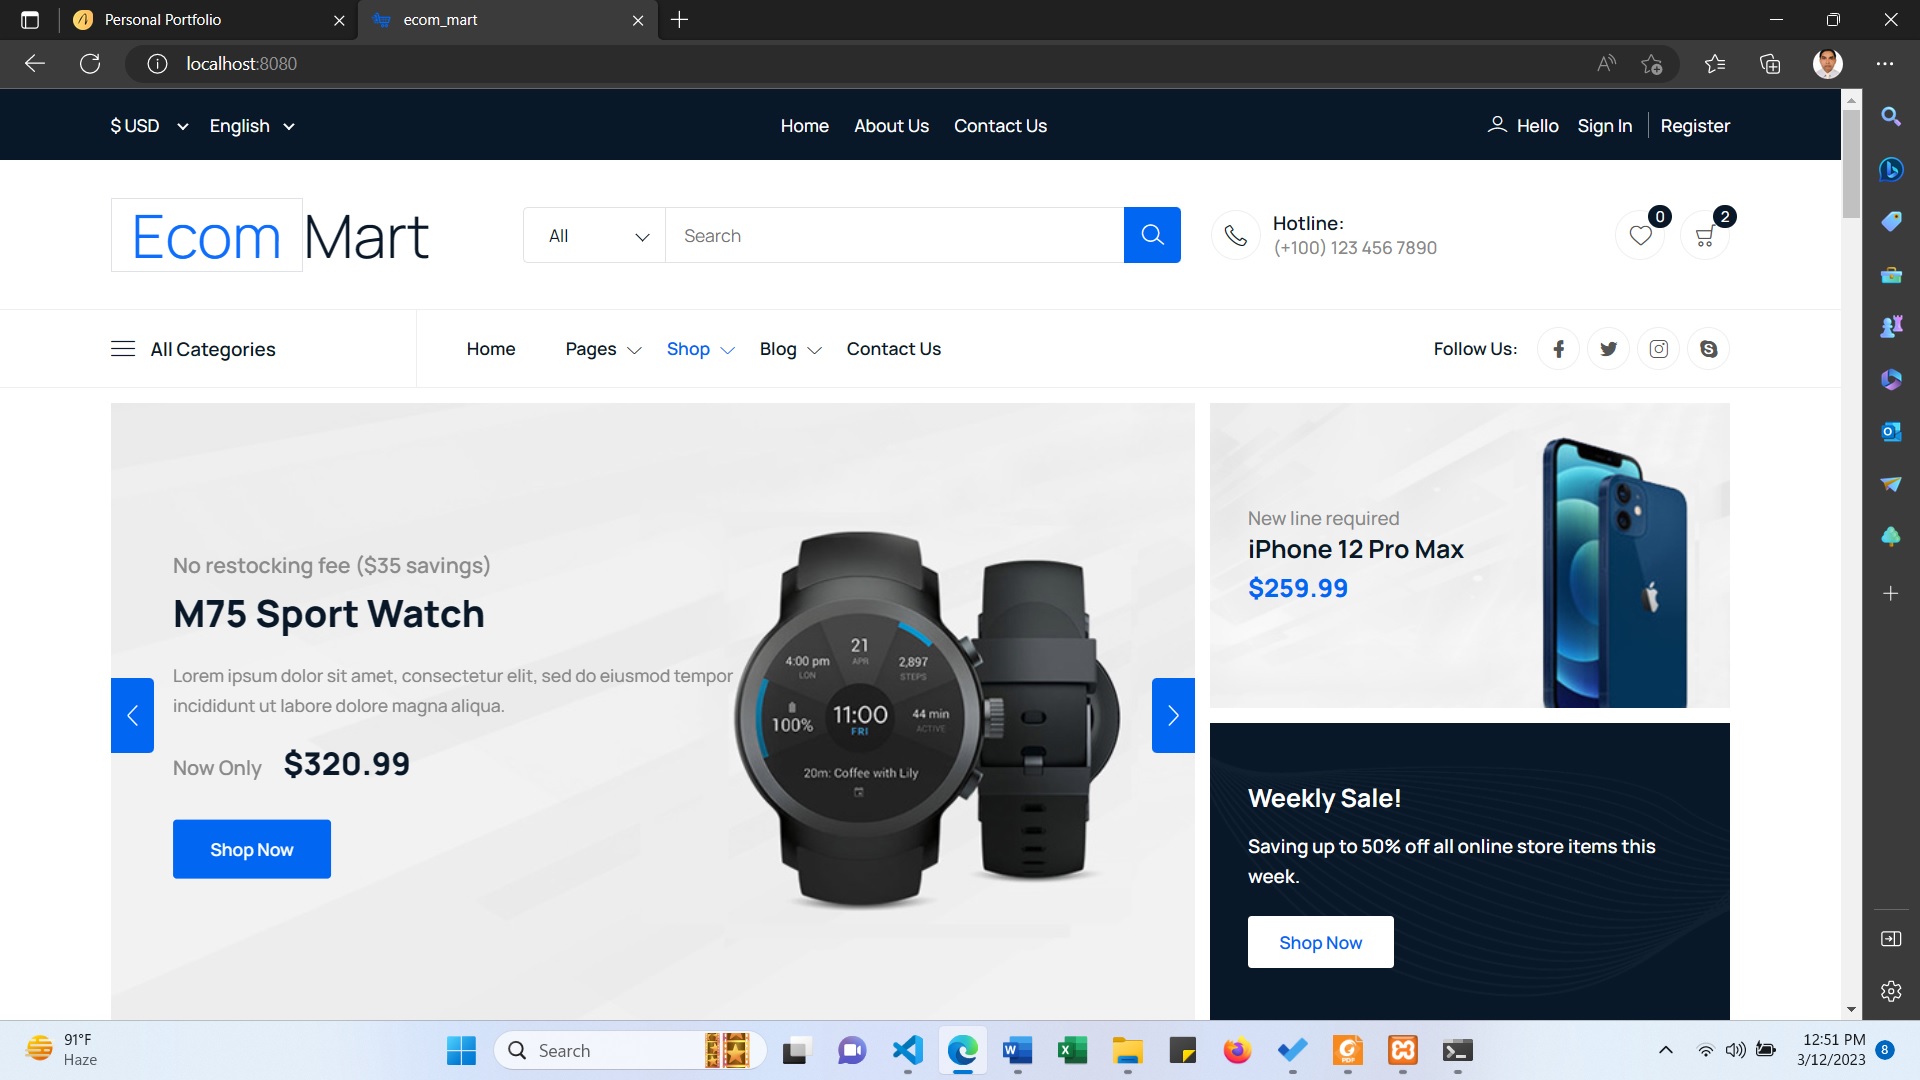 Personal Portfolio
ecom_mart
localhost:8080
$ USD English
Home About Us Contact Us
Hello Sign In Register
Ecom Mart
All Search
Hotline:
(+100) 123 456 7890
0 2
All Categories
Home Pages Shop Blog Contact Us
Follow Us:
No restocking fee ($35 savings)
M75 Sport Watch
Lorem ipsum dolor sit amet, consectetur elit, sed do eiusmod tempor
incididunt ut labore dolore magna aliqua.
Now Only $320.99
Shop Now
21
APR
4:00 pm
LON
2,897
STEPS
100%
11:00
FRI
44 min
ACTIVE
20m: Coffee with Lily
New line required
iPhone 12 Pro Max
$259.99
Weekly Sale!
Saving up to 50% off all online store items this
week.
Shop Now
91°F
Haze
Search
12:51 PM
3/12/2023
8